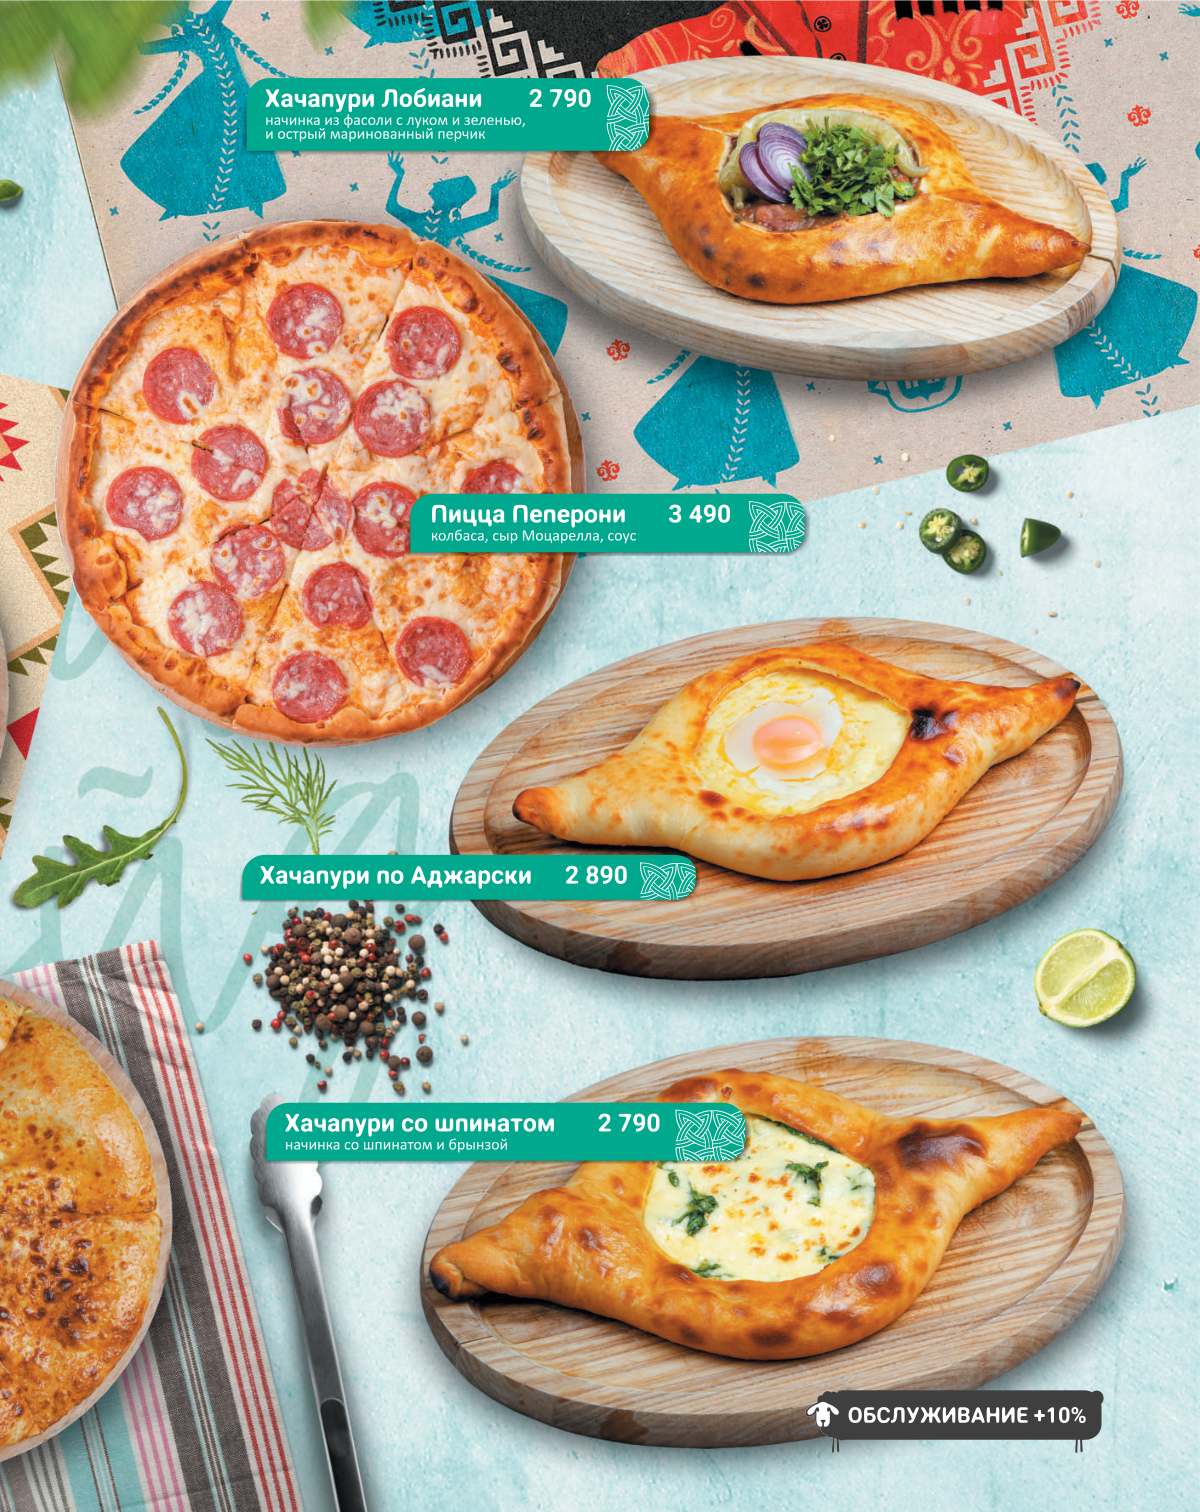 Хачапури Лобиани 2 790
начинка из фасоли с луком и зеленью,
и острый маринованный перчик
Пицца Пеперони 3 490
колбаса, сыр Моцарелла, соус
Хачапури по Аджарски 2 890
Хачапури со шпинатом 2 790
начинка со шпинатом и брынзой
ОБСЛУЖИВАНИЕ +10%